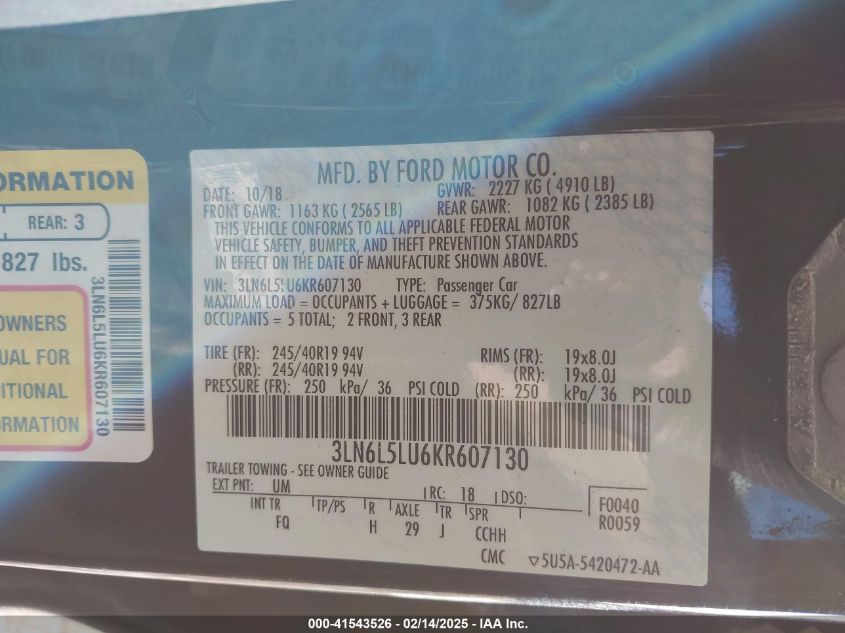 ORMATION
REAR: 3
827 lbs.
OWNERS
UAL FOR
DITIONAL
ORMATION
3LN6L5LU6KR607130
MFD. BY FORD MOTOR CO.
DATE: 10/18 GVWR: 2227 KG ( 4910 LB)
FRONT GAWR: 1163 KG ( 2565 LB) REAR GAWR: 1082 KG ( 2385 LB)
THIS VEHICLE CONFORMS TO ALL APPLICABLE FEDERAL MOTOR
VEHICLE SAFETY, BUMPER, AND THEFT PREVENTION STANDARDS
IN EFFECT ON THE DATE OF MANUFACTURE SHOWN ABOVE.
VIN: 3LN6L5LU6KR607130 TYPE: Passenger Car
MAXIMUM LOAD = OCCUPANTS + LUGGAGE = 375KG/ 827LB
OCCUPANTS = 5 TOTAL; 2 FRONT, 3 REAR
TIRE (FR): 245/40R19 94V RIMS (FR): 19x8.0J
(RR): 245/40R19 94V (RR): 19x8.0J
PRESSURE (FR): 250 kPa/ 36 PSI COLD (RR): 250 kPa/ 36 PSI COLD
3LN6L5LU6KR607130
TRAILER TOWING - SEE OWNER GUIDE
EXT PNT: UM RC: 18 DSO: F0040
INT TR TP/PS R AXLE TR SPR R0059
FQ H 29 J CCHH
CMC ▽5U5A-5420472-AA
000-41543526 - 02/14/2025 - IAA Inc.